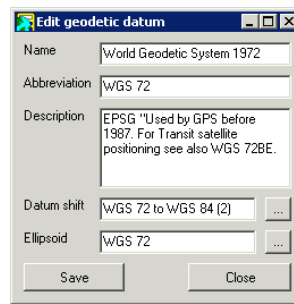 Edit geodetic datum
Name
World Geodetic System 1972
Abbreviation
WGS 72
Description
EPSG "Used by GPS before
1987. For Transit satellite
positioning see also WGS 72BE.
Datum shift
WGS 72 to WGS 84 (2)
...
Ellipsoid
WGS 72
...
Save
Close